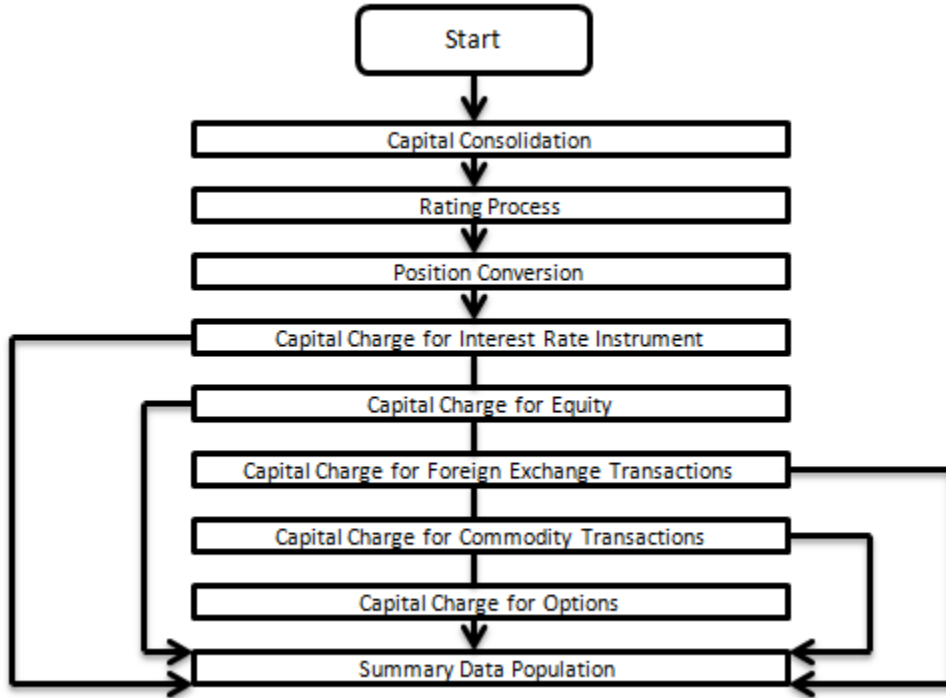 Start
Capital Consolidation
Rating Process
Position Conversion
Capital Charge for Interest Rate Instrument
Capital Charge for Equity
Capital Charge for Foreign Exchange Transactions
Capital Charge for Commodity Transactions
Capital Charge for Options
Summary Data Population